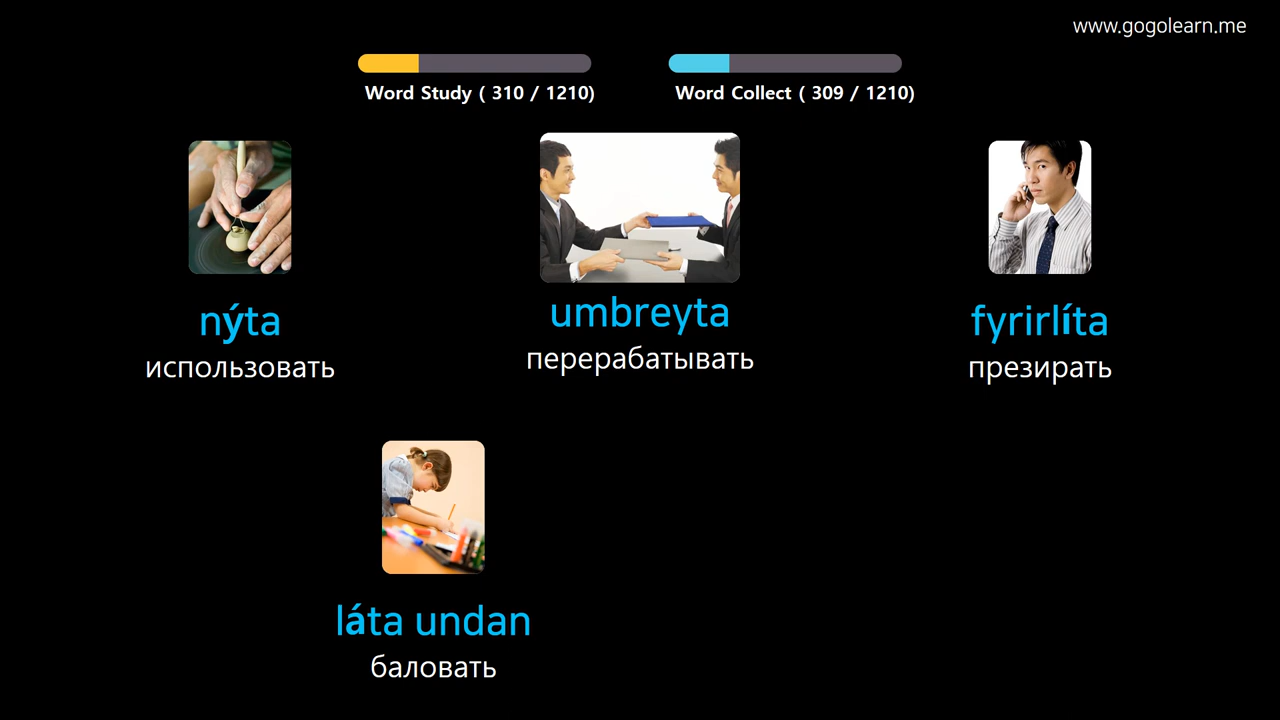 www.gogolearn.me
Word Study ( 310 / 1210)
Word Collect ( 309 / 1210)
nýta
использовать
umbreyta
перерабатывать
fyrirlíta
презирать
láta undan
баловать